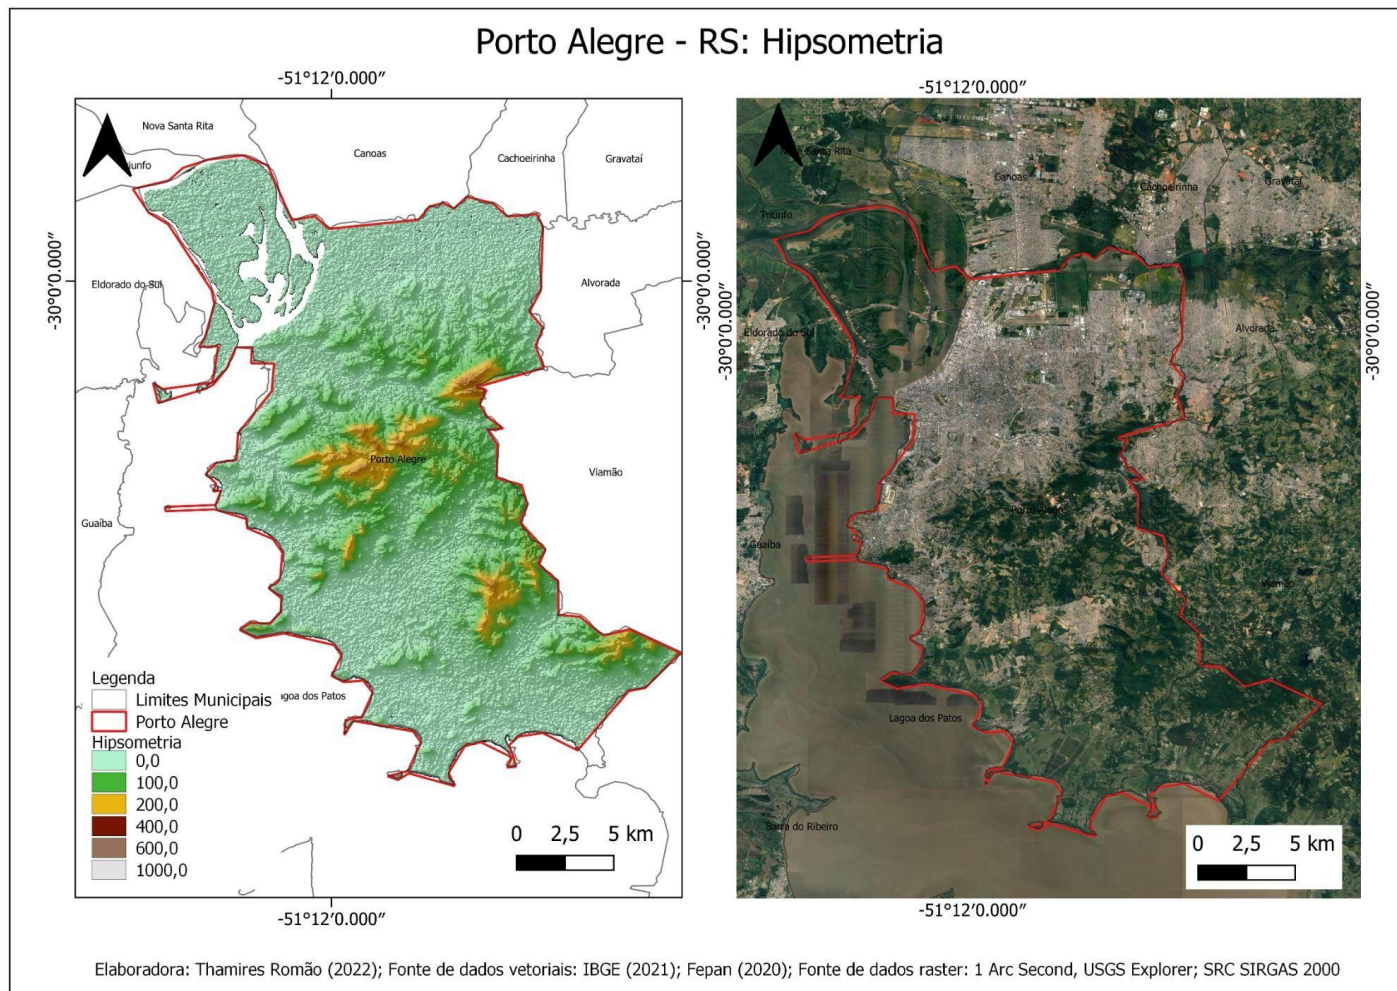 Porto Alegre - RS: Hipsometria
-51°12'0.000"
-30°0'0.000"
Nova Santa Rita
Canoas
Cachoeirinha
Gravataí
iunfo
Eldorado do Sul
Alvorada
-30°0'0.000"
Porto Alegre
Viamão
Guaíba
Legenda
Limites Municipais
Porto Alegre
Hipsometria
0,0
100,0
200,0
400,0
600,0
1000,0
agoa dos Patos
0 2,5 5 km
-51°12'0.000"
-51°12'0.000"
Santa Rita
Canoas
Cachoeirinha
Gravataí
Triunfo
Eldorado do Sul
Alvorada
-30°0'0.000"
Porto Alegre
Guaíba
Viamão
Lagoa dos Patos
Barra do Ribeiro
0 2,5 5 km
-51°12'0.000"
Elaboradora: Thamires Romão (2022); Fonte de dados vetoriais: IBGE (2021); Fepan (2020); Fonte de dados raster: 1 Arc Second, USGS Explorer; SRC SIRGAS 2000